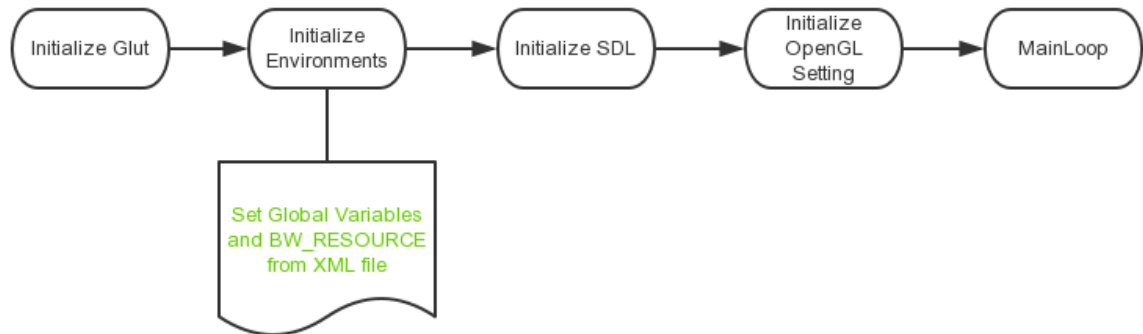 Initialize Glut
Initialize
Environments
Initialize SDL
Initialize
OpenGL
Setting
MainLoop
Set Global Variables
and BW_RESOURCE
from XML file